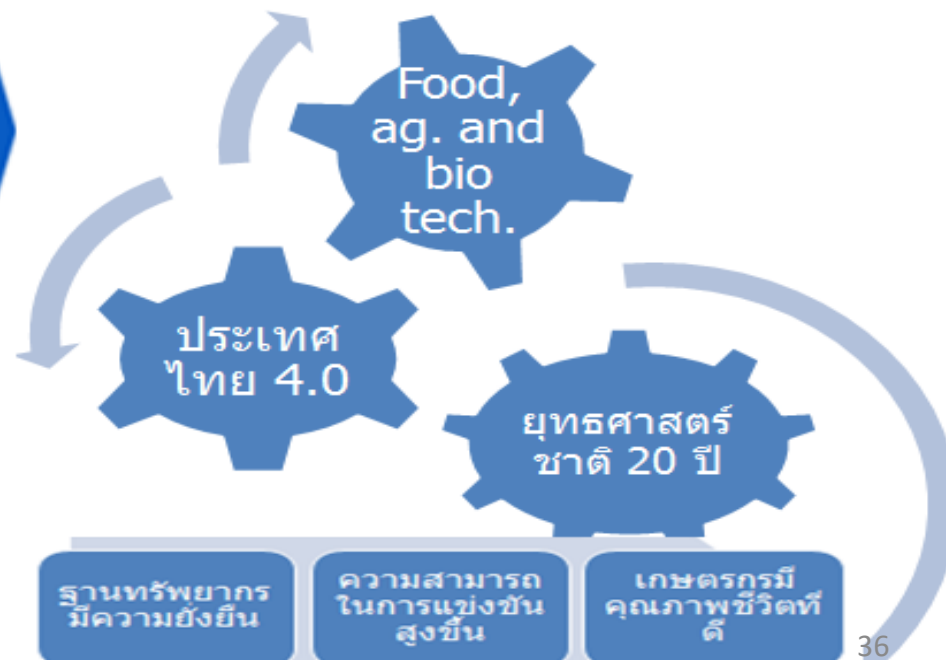 Food,
ag. and
bio
tech.
ประเทศ
ไทย 4.0
ยุทธศาสตร์
ชาติ 20 ปี
ฐานทรัพยากร
มีความยั่งยืน
ความสามารถ
ในการแข่งขัน
สูงขึ้น
เกษตรกรมี
คุณภาพชีวิตที่
ดี
36